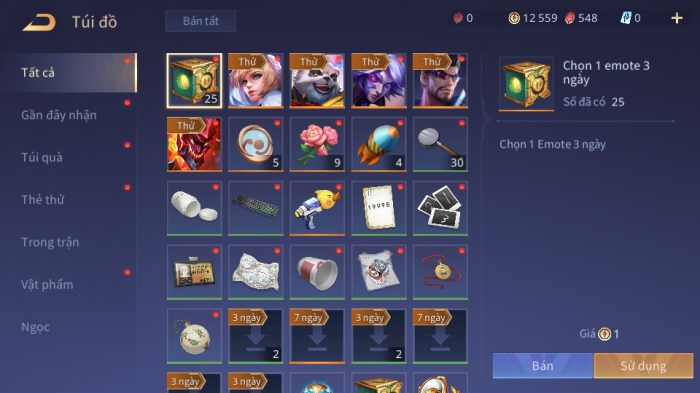 Túi đồ
Bán tất
0
12 559
548
0
+
Tất cả
Gần đây nhận
Túi quà
Thẻ thử
Trong trận
Vật phẩm
Ngọc
25
Thử
Thử
Thử
Thử
Thử
5
9
4
30
19998
3 ngày
2
7 ngày
3 ngày
2
7 ngày
3 ngày
3 ngày
Chọn 1 emote 3
ngày
Số đã có 25
Chọn 1 Emote 3 ngày
Giá 1
Bán
Sử dụng